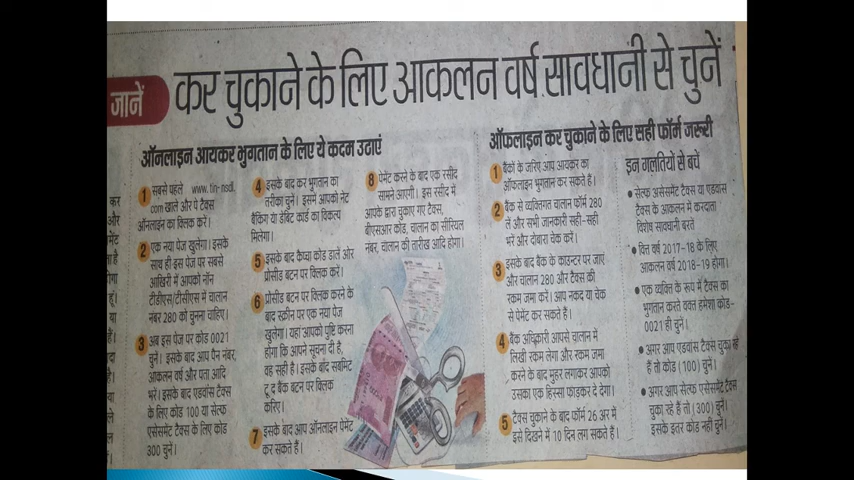 जानें
कर चुकाने के लिए आकलन वर्ष सावधानी से चुनें
ऑनलाइन आयकर भुगतान के लिए ये कदम उठाएं
1 सबसे पहले www. tin-nsdl.
com खाले और पे टैक्स
ऑनलाइन का क्लिक करें।
2 एक नया पेज खुलेगा। इसके
साथ ही इस पेज पर सबसे
आखिरी में आपको नॉन
टीडीएस/टीसीएस में चालान
नंबर 280 को चुनना चाहिए।
3 अब इस पेज पर कोड 0021
चुनें। इसके बाद आप पैन नंबर,
आकलन वर्ष और पता आदि
भरें। इसके बाद एडवांस टैक्स
के लिए कोड 100 या सेल्फ
एसेसमेंट टैक्स के लिए कोड
300 चुनें।
4 इसके बाद कर भुगतान का
तरीका चुनें। इसमें आपको नेट
बैंकिंग या डेबिट कार्ड का विकल्प
मिलेगा।
5 इसके बाद कैप्चा कोड डालें और
प्रोसीड बटन पर क्लिक करें।
6 प्रोसीड बटन पर क्लिक करने के
बाद स्क्रीन पर एक नया पेज
खुलेगा। यहां आपको पुष्टि करना
होगा कि आपने सूचना दी है,
वह सही है। इसके बाद सबमिट
टू द बैंक बटन पर क्लिक
करिए।
7 इसके बाद आप ऑनलाइन पेमेंट
कर सकते हैं।
8 पेमेंट करने के बाद एक रसीद
सामने आएगी। इस रसीद में
आपके द्वारा चुकाए गए टैक्स,
बीएसआर कोड, चालान का सीरियल
नंबर, चालान की तारीख आदि होगा।
ऑफलाइन कर चुकाने के लिए सही फॉर्म जरूरी
1 बैंकों के जरिए आप आयकर का
ऑफलाइन भुगतान कर सकते हैं।
2 बैंक से व्यक्तिगत चालान फॉर्म 280
लें और सभी जानकारी सही-सही
भरें और दोबारा चेक करें।
3 इसके बाद बैंक के काउन्टर पर जाएं
और चालान 280 और टैक्स की
रकम जमा करें। आप नकद या चेक
से पेमेंट कर सकते हैं।
4 बैंक अधिकारी आपसे चालान में
लिखी रकम लेगा और रकम जमा
करने के बाद मुहर लगाकर आपको
उसका एक हिस्सा फाड़कर दे देगा।
5 टैक्स चुकाने के बाद फॉर्म 26 अर में
इसे दिखने में 10 दिन लग सकते हैं।
इन गलतियों से बचें
● सेल्फ असेसमेंट टैक्स या एडवास
टैक्स के आकलन में करदाता
विशेष सावधानी बरते
● वित्त वर्ष 2017-18 के लिए
आकलन वर्ष 2018-19 होगा।
● एक व्यक्ति के रूप में टैक्स का
भुगतान करते वक्त हमेशा कोड-
0021 ही चुनें।
● अगर आप एडवांस टैक्स चुका रहे
हैं तो कोड (100) चुनें।
● अगर आप सेल्फ एसेसमेंट टैक्स
चुका रहे हैं तो (300) चुनें।
इसके इतर कोड नहीं चुनें।